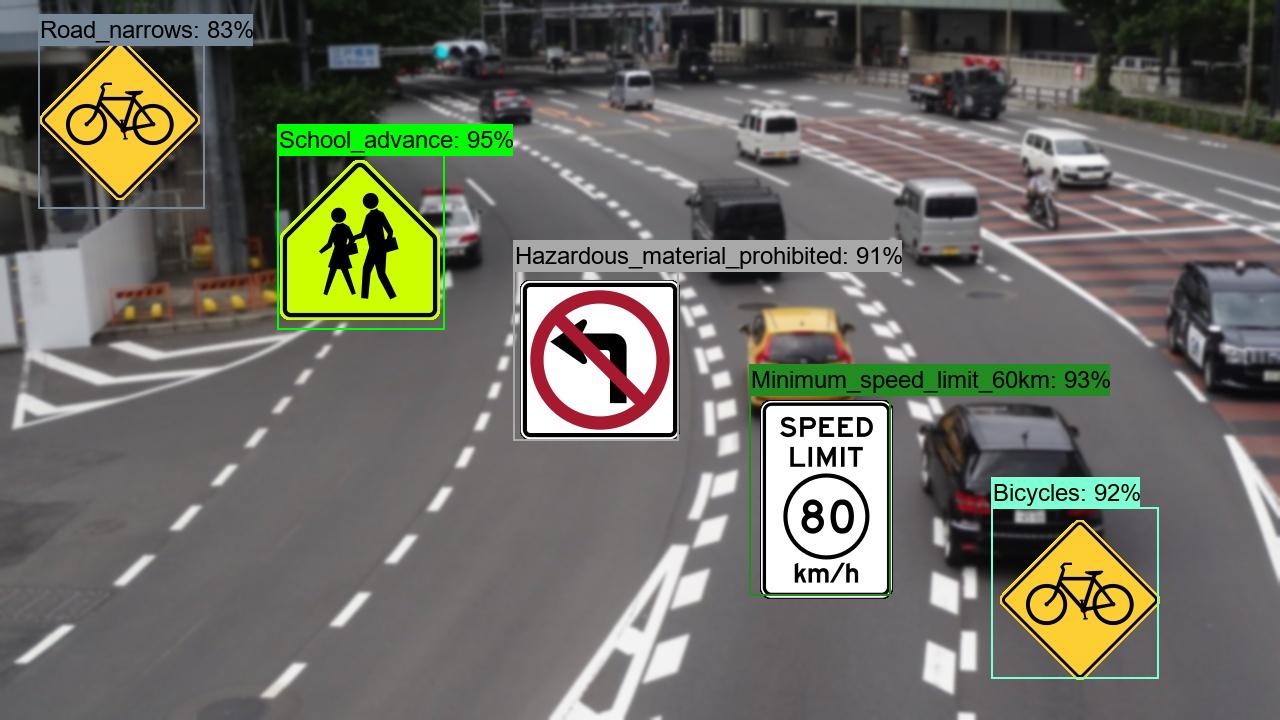 Road_narrows: 83%
School_advance: 95%
Hazardous_material_prohibited: 91%
Minimum_speed_limit_60km: 93%
SPEED
LIMIT
80
km/h
Bicycles: 92%